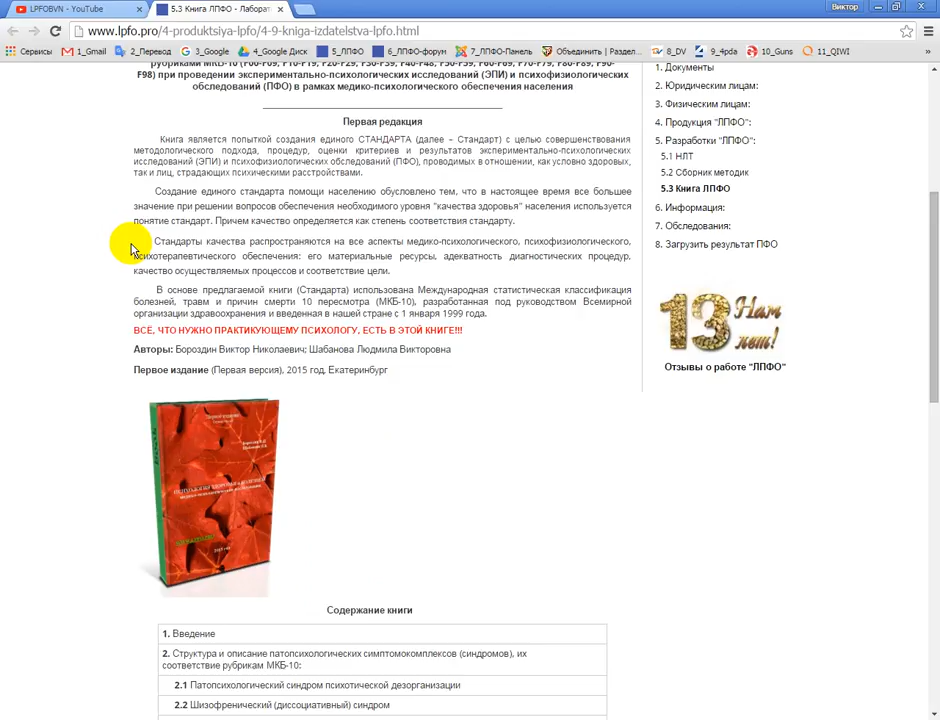 LPFOBVN - YouTube
5.3 Книга ЛПФО - Лаборат
Виктор
www.lpfo.pro/4-produktsiya-lpfo/4-9-kniga-izdatelstva-lpfo.html
Сервисы
1_Gmail
2_Перевод
3_Google
4_Google Диск
5_ЛПФО
6_ЛПФО-форум
7_ЛПФО-Панель
Объединить | Раздел...
8_DV
9_4pda
10_Guns
11_QIWI
рубриками МКБ-10 (F00-F09, F10-F19, F20-F29, F30-F39, F40-F48, F50-F59, F60-F69, F70-F79, F80-F89, F90-
F98) при проведении экспериментально-психологических исследований (ЭПИ) и психофизиологических
обследований (ПФО) в рамках медико-психологического обеспечения населения
Первая редакция
Книга является попыткой создания единого СТАНДАРТА (далее – Стандарт) с целью совершенствования
методологического подхода, процедур, оценки критериев и результатов экспериментально-психологических
исследований (ЭПИ) и психофизиологических обследований (ПФО), проводимых в отношении, как условно здоровых,
так и лиц, страдающих психическими расстройствами.
Создание единого стандарта помощи населению обусловлено тем, что в настоящее время все большее
значение при решении вопросов обеспечения необходимого уровня "качества здоровья" населения используется
понятие стандарт. Причем качество определяется как степень соответствия стандарту.
Стандарты качества распространяются на все аспекты медико-психологического, психофизиологического,
психотерапевтического обеспечения: его материальные ресурсы, адекватность диагностических процедур,
качество осуществляемых процессов и соответствие цели.
В основе предлагаемой книги (Стандарта) использована Международная статистическая классификация
болезней, травм и причин смерти 10 пересмотра (МКБ-10), разработанная под руководством Всемирной
организации здравоохранения и введенная в нашей стране с 1 января 1999 года.
ВСЁ, ЧТО НУЖНО ПРАКТИКУЮЩЕМУ ПСИХОЛОГУ, ЕСТЬ В ЭТОЙ КНИГЕ!!!
Авторы: Бороздин Виктор Николаевич; Шабанова Людмила Викторовна
Первое издание (Первая версия), 2015 год, Екатеринбург
Содержание книги
1. Введение
2. Структура и описание патопсихологических симптомокомплексов (синдромов), их
соответствие рубрикам МКБ-10:
2.1 Патопсихологический синдром психотической дезорганизации
2.2 Шизофренический (диссоциативный) синдром
1. Документы
2. Юридическим лицам:
3. Физическим лицам:
4. Продукция "ЛПФО":
5. Разработки "ЛПФО":
5.1 НЛТ
5.2 Сборник методик
5.3 Книга ЛПФО
6. Информация:
7. Обследования:
8. Загрузить результат ПФО
13 Нам
лет!
Отзывы о работе "ЛПФО"